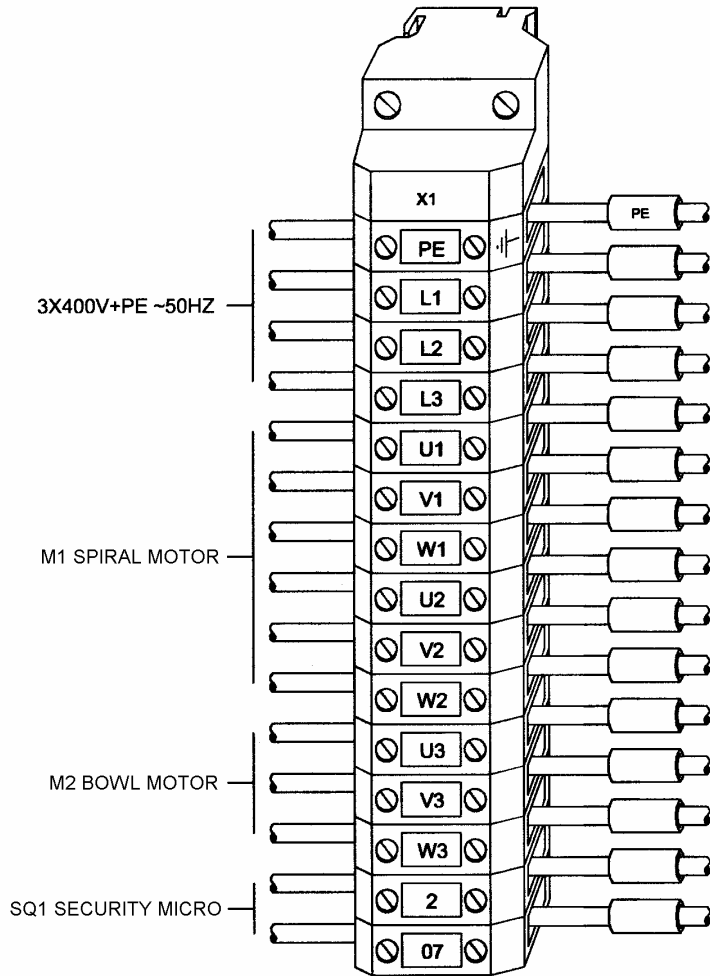 X1
PE
PE
3X400V+PE ~50HZ
L1
L2
L3
U1
V1
M1 SPIRAL MOTOR
W1
U2
V2
W2
U3
M2 BOWL MOTOR
V3
W3
2
SQ1 SECURITY MICRO
07